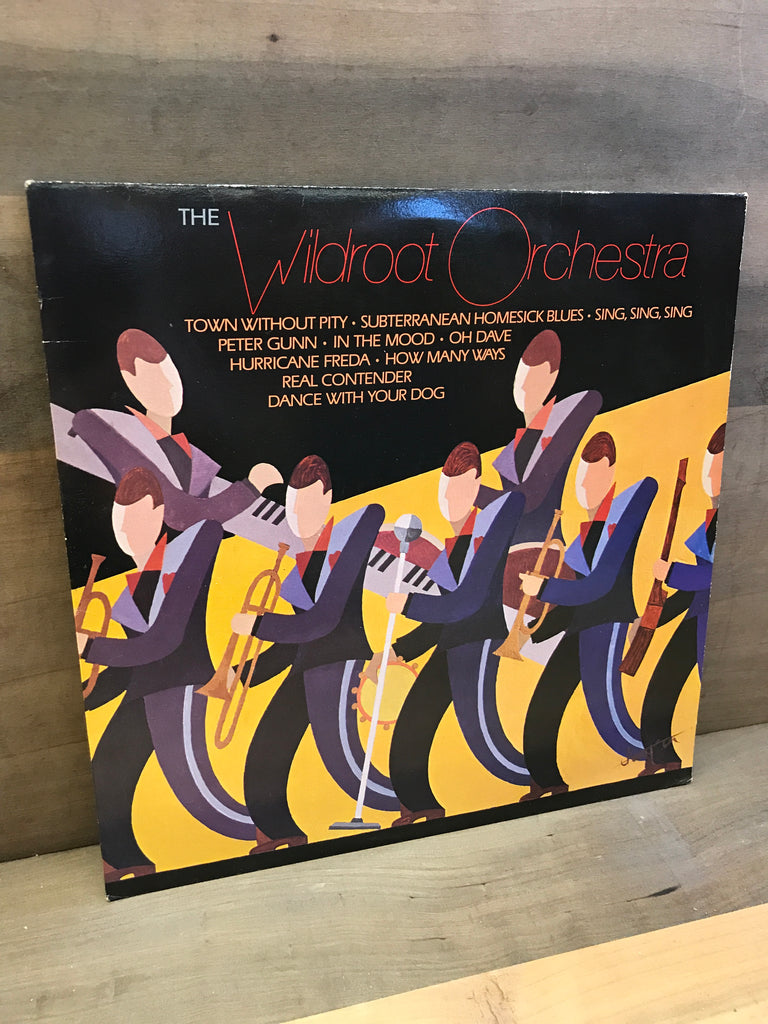 THE Wildroot Orchestra
TOWN WITHOUT PITY • SUBTERRANEAN HOMESICK BLUES • SING, SING, SING
PETER GUNN • IN THE MOOD • OH DAVE
HURRICANE FREDA • HOW MANY WAYS
REAL CONTENDER
DANCE WITH YOUR DOG